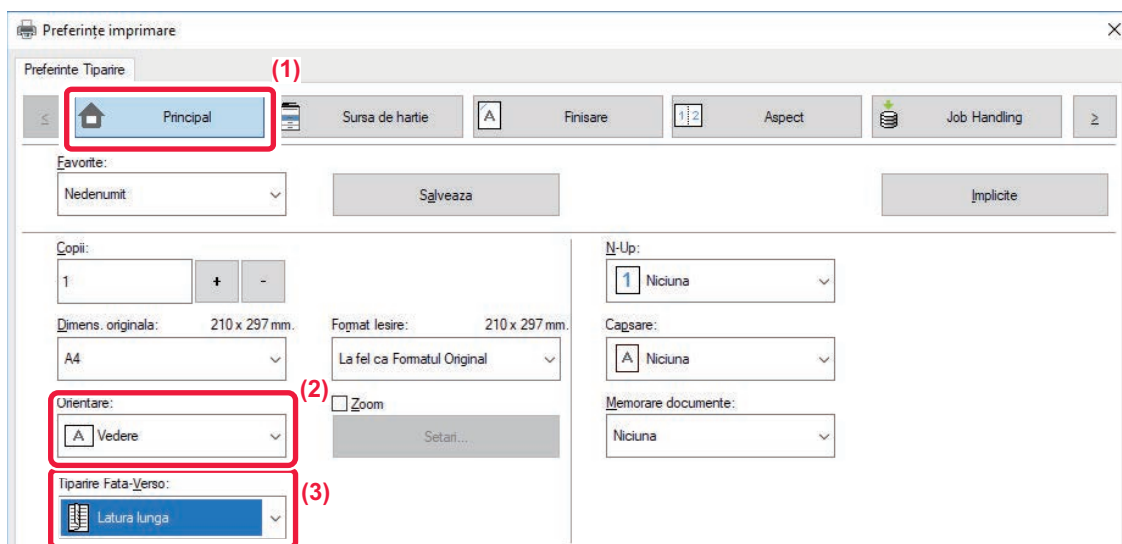 Preferințe imprimare
Preferinte Tiparire
(1)
≤ Principal Sursa de hartie Finisare Aspect Job Handling ≥
Favorite:
Nedenumit Salveaza Implicite
Copii: N-Up:
1 + - 1 Niciuna
Dimens. originala: 210 x 297 mm. Format Iesire: 210 x 297 mm. Capsare:
A4 La fel ca Formatul Original A Niciuna
(2)
Orientare: Zoom Memorare documente:
A Vedere Setari... Niciuna
Tiparire Fata-Verso:
(3)
Latura lunga